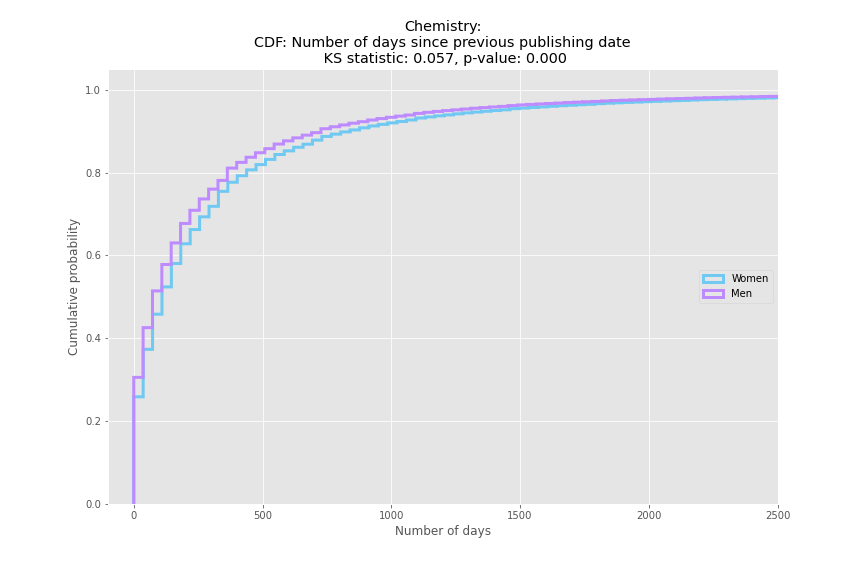 Chemistry:
CDF: Number of days since previous publishing date
KS statistic: 0.057, p-value: 0.000
1.0
0.8
0.6
0.4
0.2
0.0
Cumulative probability
Women
Men
0
500
1000
1500
2000
2500
Number of days